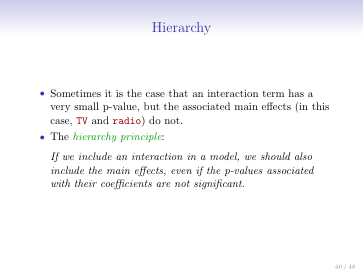 Hierarchy
• Sometimes it is the case that an interaction term has a
very small p-value, but the associated main effects (in this
case, TV and radio) do not.
• The hierarchy principle:
If we include an interaction in a model, we should also
include the main effects, even if the p-values associated
with their coefficients are not significant.
40 / 48